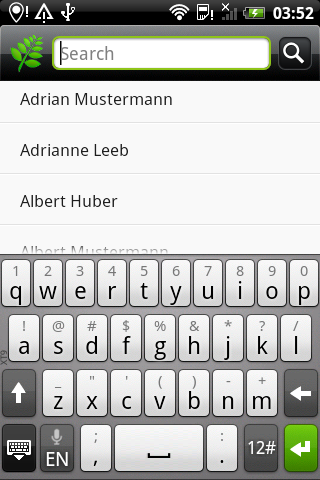 03:52
Search
Adrian Mustermann
Adrianne Leeb
Albert Huber
Albert Mustermann
1 2 3 4 5 6 7 8 9 0
q w e r t y u i o p
! @ # $ % & * ? /
a s d f g h j k l
XT9
_ " ' ( ) - +
z x c v b n m
EN ; , : . 12#